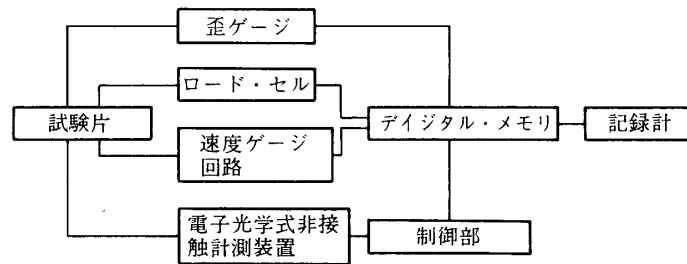 歪ゲージ
ロード・セル
試験片
デイジタル・メモリ
記録計
速度ゲージ
回路
電子光学式非接
触計測装置
制御部